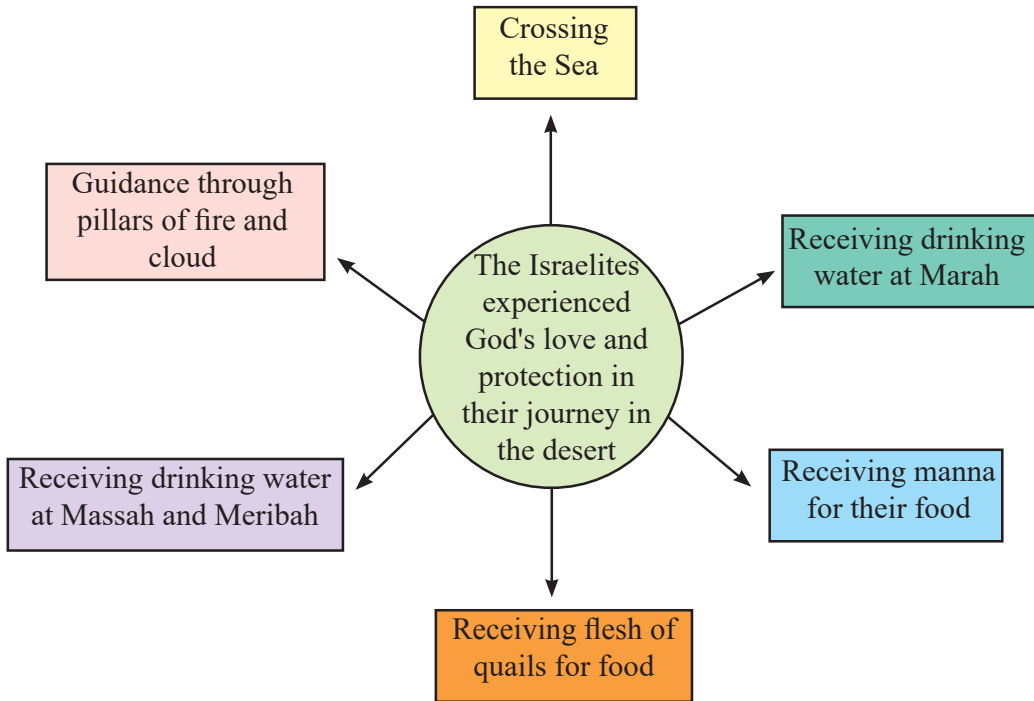 Crossing
the Sea
Guidance through
pillars of fire and
cloud
Receiving drinking
water at Marah
The Israelites
experienced
God's love and
protection in
their journey in
the desert
Receiving drinking water
at Massah and Meribah
Receiving manna
for their food
Receiving flesh of
quails for food